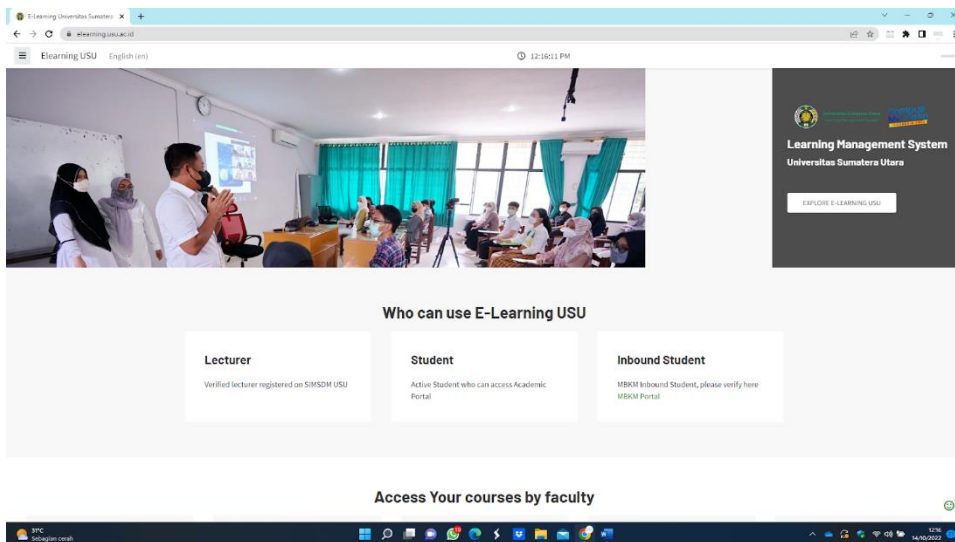 E-Learning Universitas Sumatera
elearning.usu.ac.id
Elearning USU English (en)
12:16:11 PM
Learning Management System
Universitas Sumatera Utara
EXPLORE E-LEARNING USU
Who can use E-Learning USU
Lecturer
Verified lecturer registered on SIMSDM USU
Student
Active Student who can access Academic
Portal
Inbound Student
MBKM Inbound Student, please verify here
MBKM Portal
Access Your courses by faculty
31°C
Sebagian cerah
12:16
14/10/2022